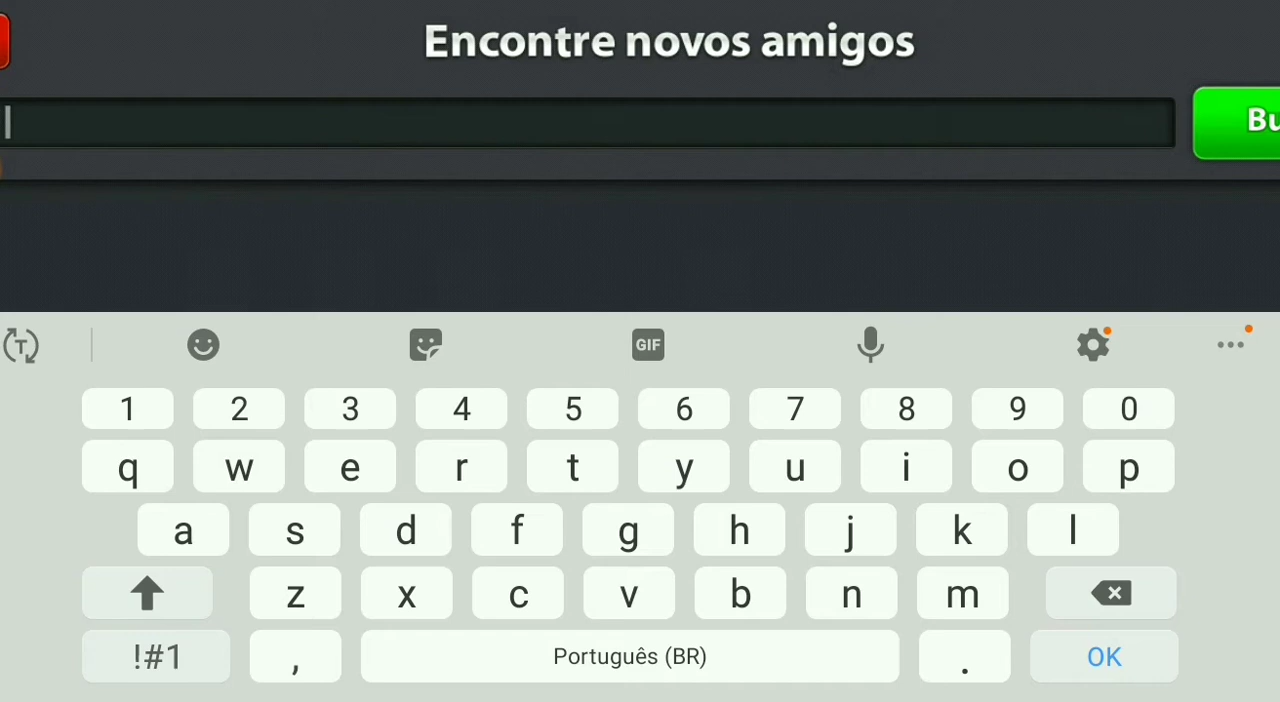 Encontre novos amigos
Bu
T
GIF
1 2 3 4 5 6 7 8 9 0
q w e r t y u i o p
a s d f g h j k l
z x c v b n m
!#1 , Português (BR) . OK